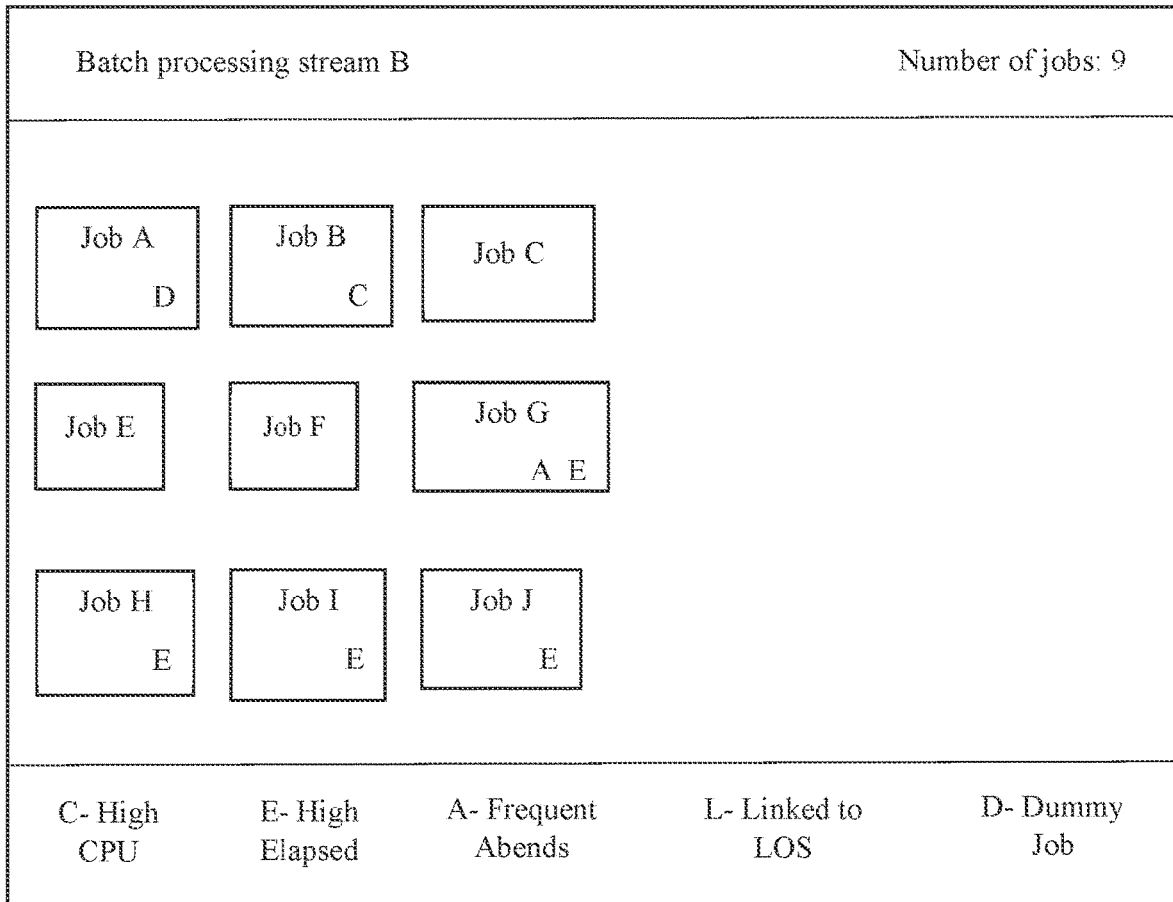 Batch processing stream B Number of jobs: 9
Job A Job B Job C
D C
Job E Job F Job G
A E
Job H Job I Job J
E E E
C- High E- High A- Frequent L- Linked to D- Dummy
CPU Elapsed Abends LOS Job